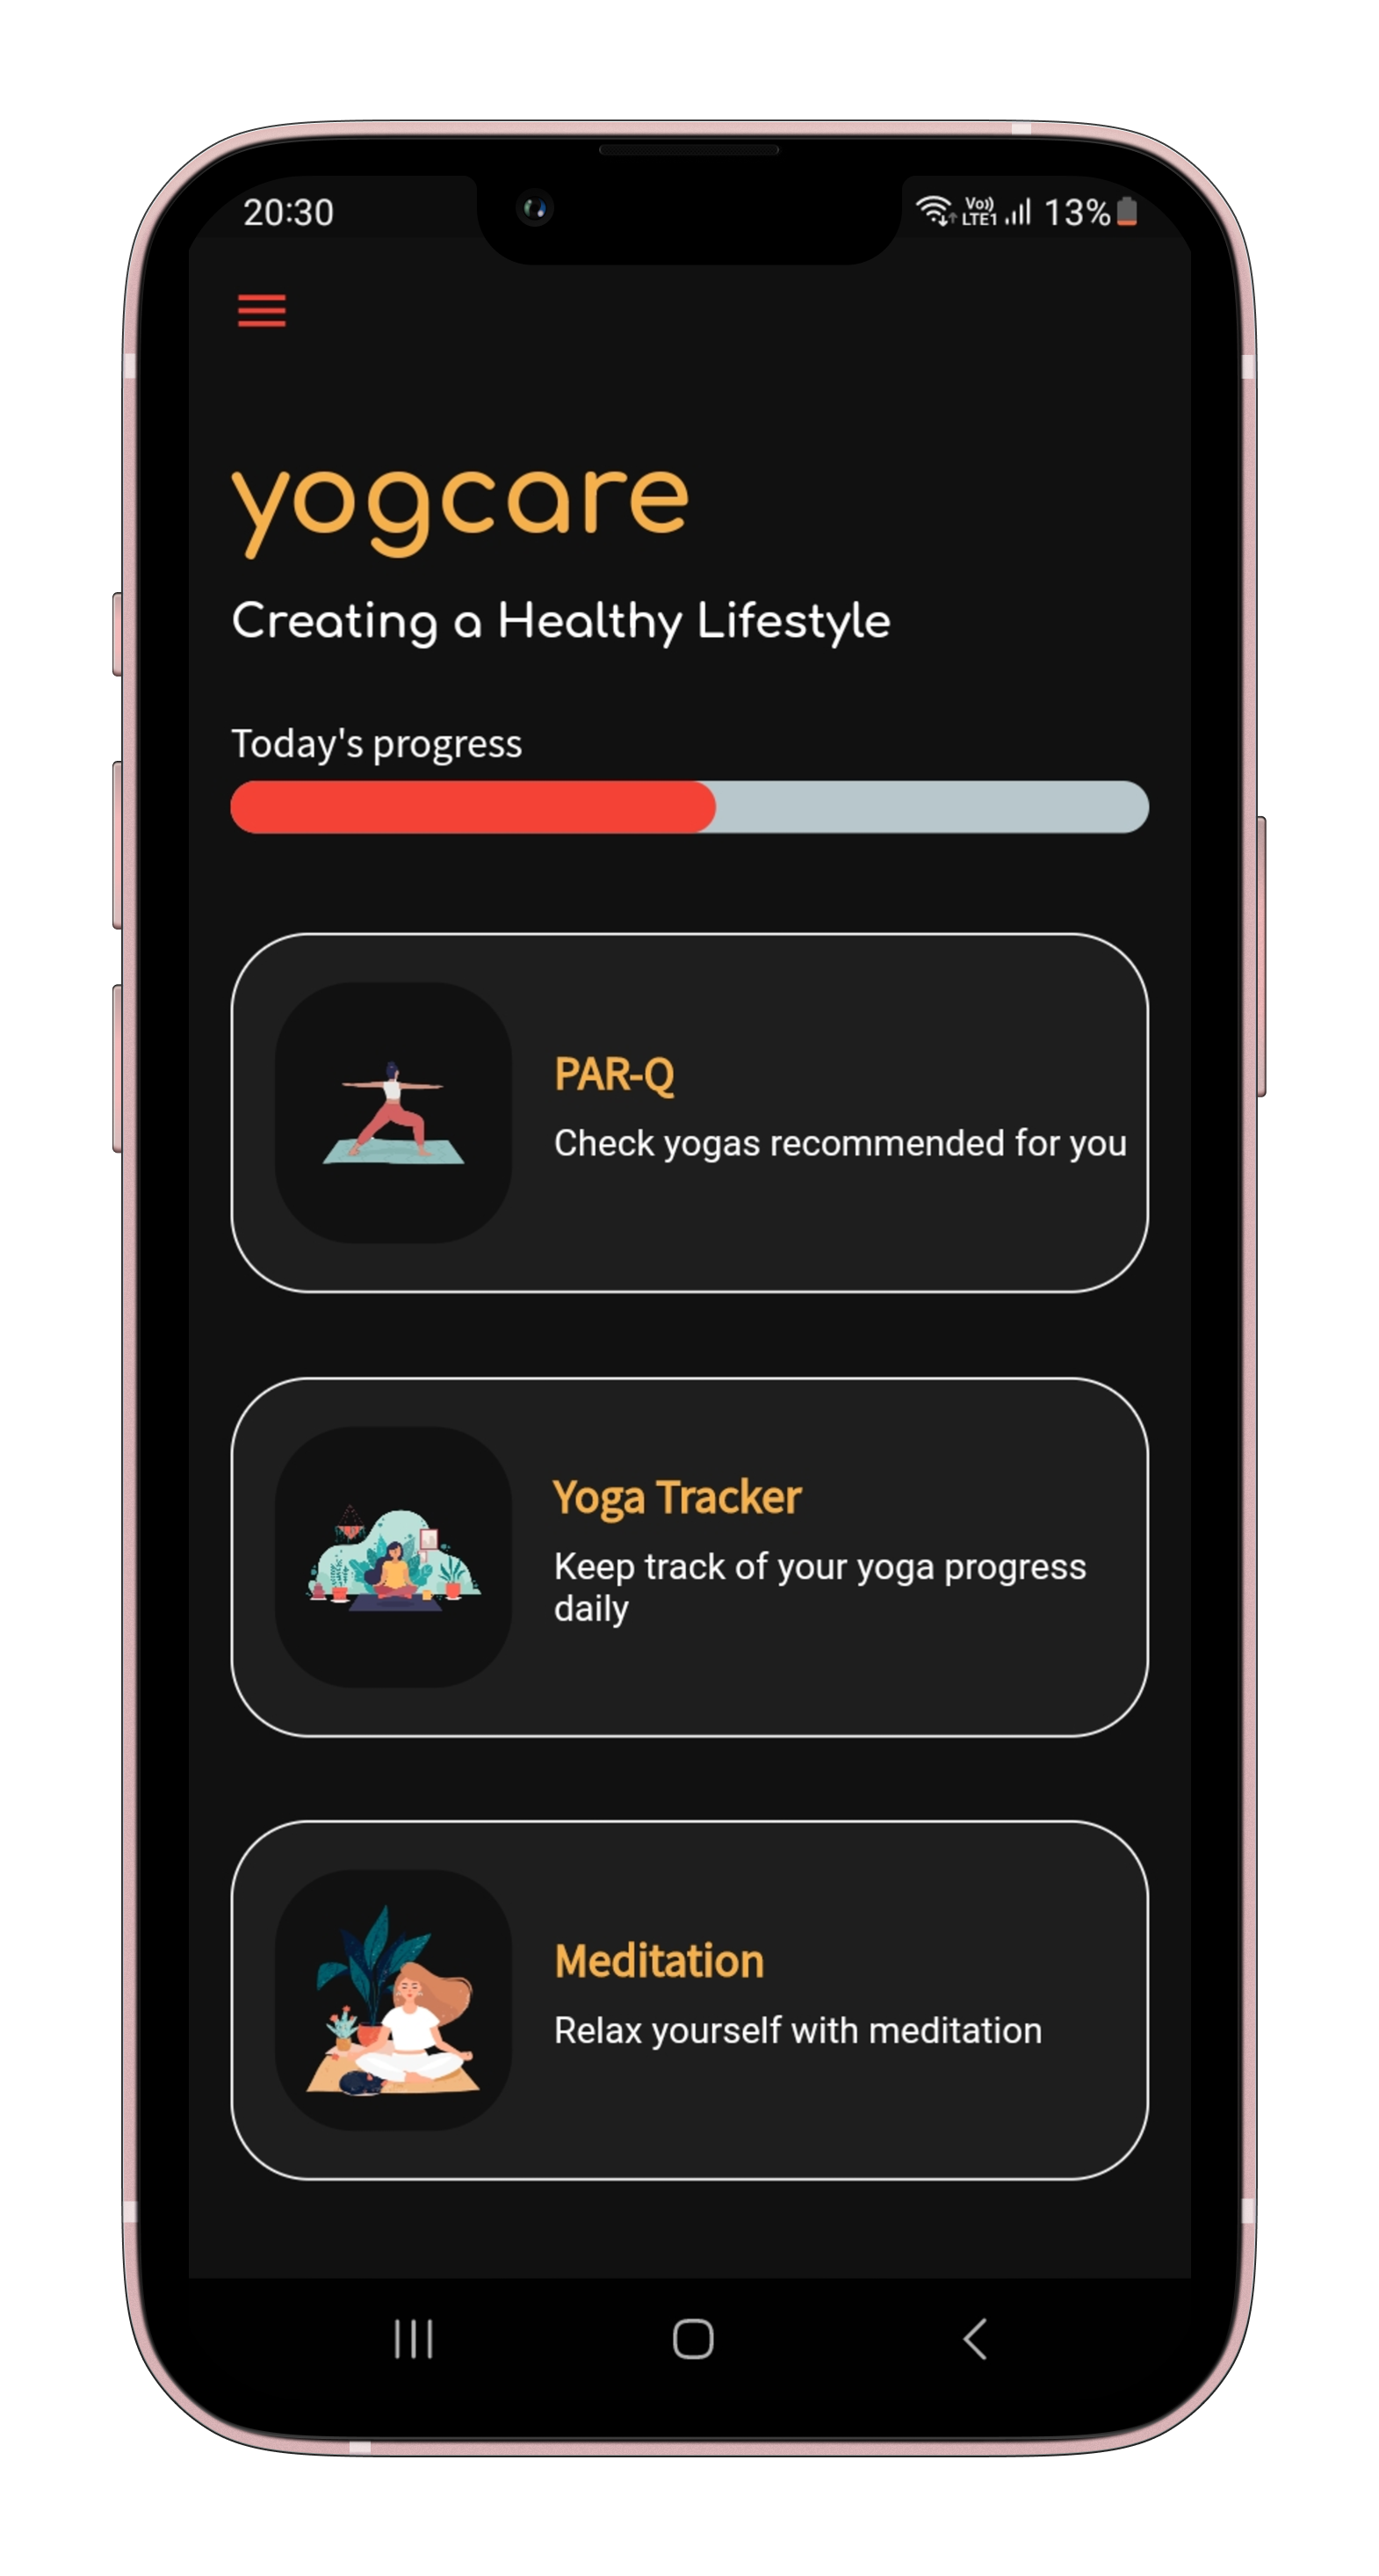 20:30
Vo)) LTE1 13%
yogcare
Creating a Healthy Lifestyle
Today's progress
PAR-Q
Check yogas recommended for you
Yoga Tracker
Keep track of your yoga progress
daily
Meditation
Relax yourself with meditation